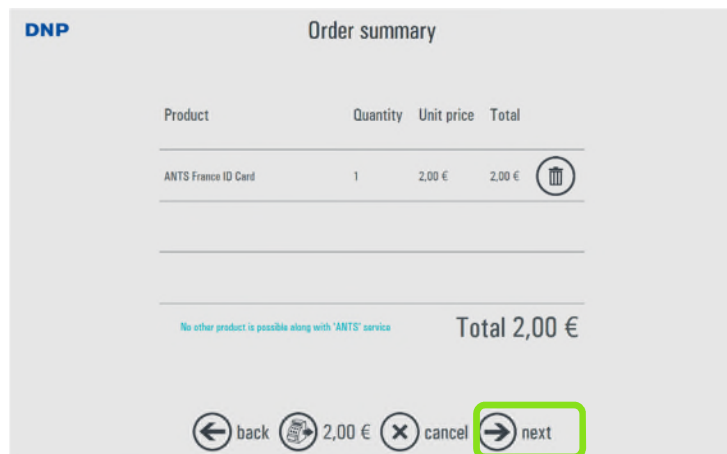 DNP
Order summary
Product Quantity Unit price Total
ANTS France ID Card 1 2,00 € 2,00 €
No other product is possible along with 'ANTS' service
Total 2,00 €
back 2,00 € cancel next